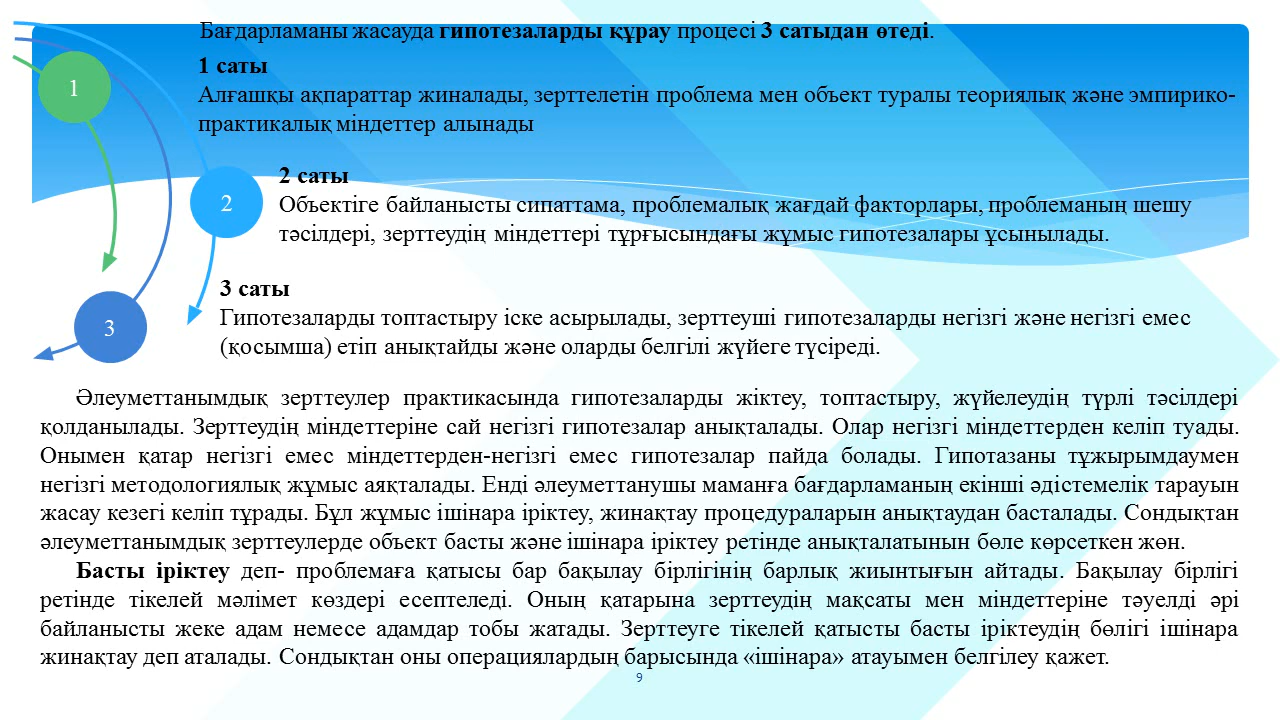 Бағдарламаны жасауда гипотезаларды құрау процесі 3 сатыдан өтеді.
1 саты
1
Алғашқы ақпараттар жиналады, зерттелетін проблема мен объект туралы теориялық және эмпирико-
практикалық міндеттер алынады
2 саты
2
Объектіге байланысты сипаттама, проблемалық жағдай факторлары, проблеманың шешу
тәсілдері, зерттеудің міндеттері тұрғысындағы жұмыс гипотезалары ұсынылады.
3 саты
3
Гипотезаларды топтастыру іске асырылады, зерттеуші гипотезаларды негізгі және негізгі емес
(қосымша) етіп анықтайды және оларды белгілі жүйеге түсіреді.
Әлеуметтанымдық зерттеулер практикасында гипотезаларды жіктеу, топтастыру, жүйелеудің түрлі тәсілдері
қолданылады. Зерттеудің міндеттеріне сай негізгі гипотезалар анықталады. Олар негізгі міндеттерден келіп туады.
Онымен қатар негізгі емес міндеттерден-негізгі емес гипотезалар пайда болады. Гипотазаны тұжырымдаумен
негізгі методологиялық жұмыс аяқталады. Енді әлеуметтанушы маманға бағдарламаның екінші әдістемелік тарауын
жасау кезегі келіп тұрады. Бұл жұмыс ішінара іріктеу, жинақтау процедураларын анықтаудан басталады. Сондықтан
әлеуметтанымдық зерттеулерде объект басты және ішінара іріктеу ретінде анықталатынын бөле көрсеткен жөн.
Басты іріктеу деп- проблемаға қатысы бар бақылау бірлігінің барлық жиынтығын айтады. Бақылау бірлігі
ретінде тікелей мәлімет көздері есептеледі. Оның қатарына зерттеудің мақсаты мен міндеттеріне тәуелді әрі
байланысты жеке адам немесе адамдар тобы жатады. Зерттеуге тікелей қатысты басты іріктеудің бөлігі ішінара
жинақтау деп аталады. Сондықтан оны операциялардың барысында «ішінара» атауымен белгілеу қажет.
9